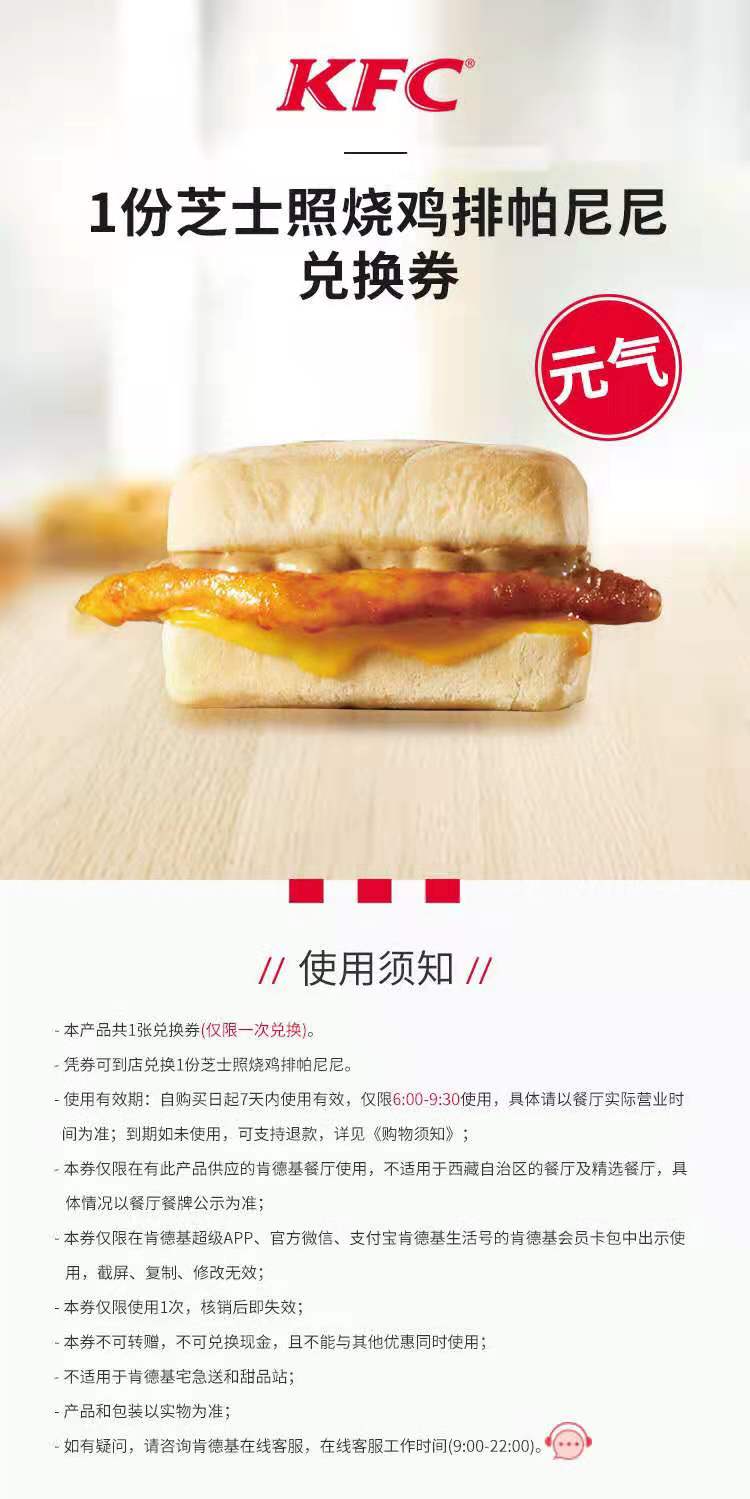 KFC®
1份芝士照烧鸡排帕尼尼
兑换券
元气
// 使用须知 //
- 本产品共1张兑换券(仅限一次兑换)。
- 凭券可到店兑换1份芝士照烧鸡排帕尼尼。
- 使用有效期：自购买日起7天内使用有效，仅限6:00-9:30使用，具体请以餐厅实际营业时
间为准；到期如未使用，可支持退款，详见《购物须知》；
- 本券仅限在有此产品供应的肯德基餐厅使用，不适用于西藏自治区的餐厅及精选餐厅，具
体情况以餐厅餐牌公示为准；
- 本券仅限在肯德基超级APP、官方微信、支付宝肯德基生活号的肯德基会员卡包中出示使
用，截屏、复制、修改无效；
- 本券仅限使用1次，核销后即失效；
- 本券不可转赠，不可兑换现金，且不能与其他优惠同时使用；
- 不适用于肯德基宅急送和甜品站；
- 产品和包装以实物为准；
- 如有疑问，请咨询肯德基在线客服，在线客服工作时间(9:00-22:00)。